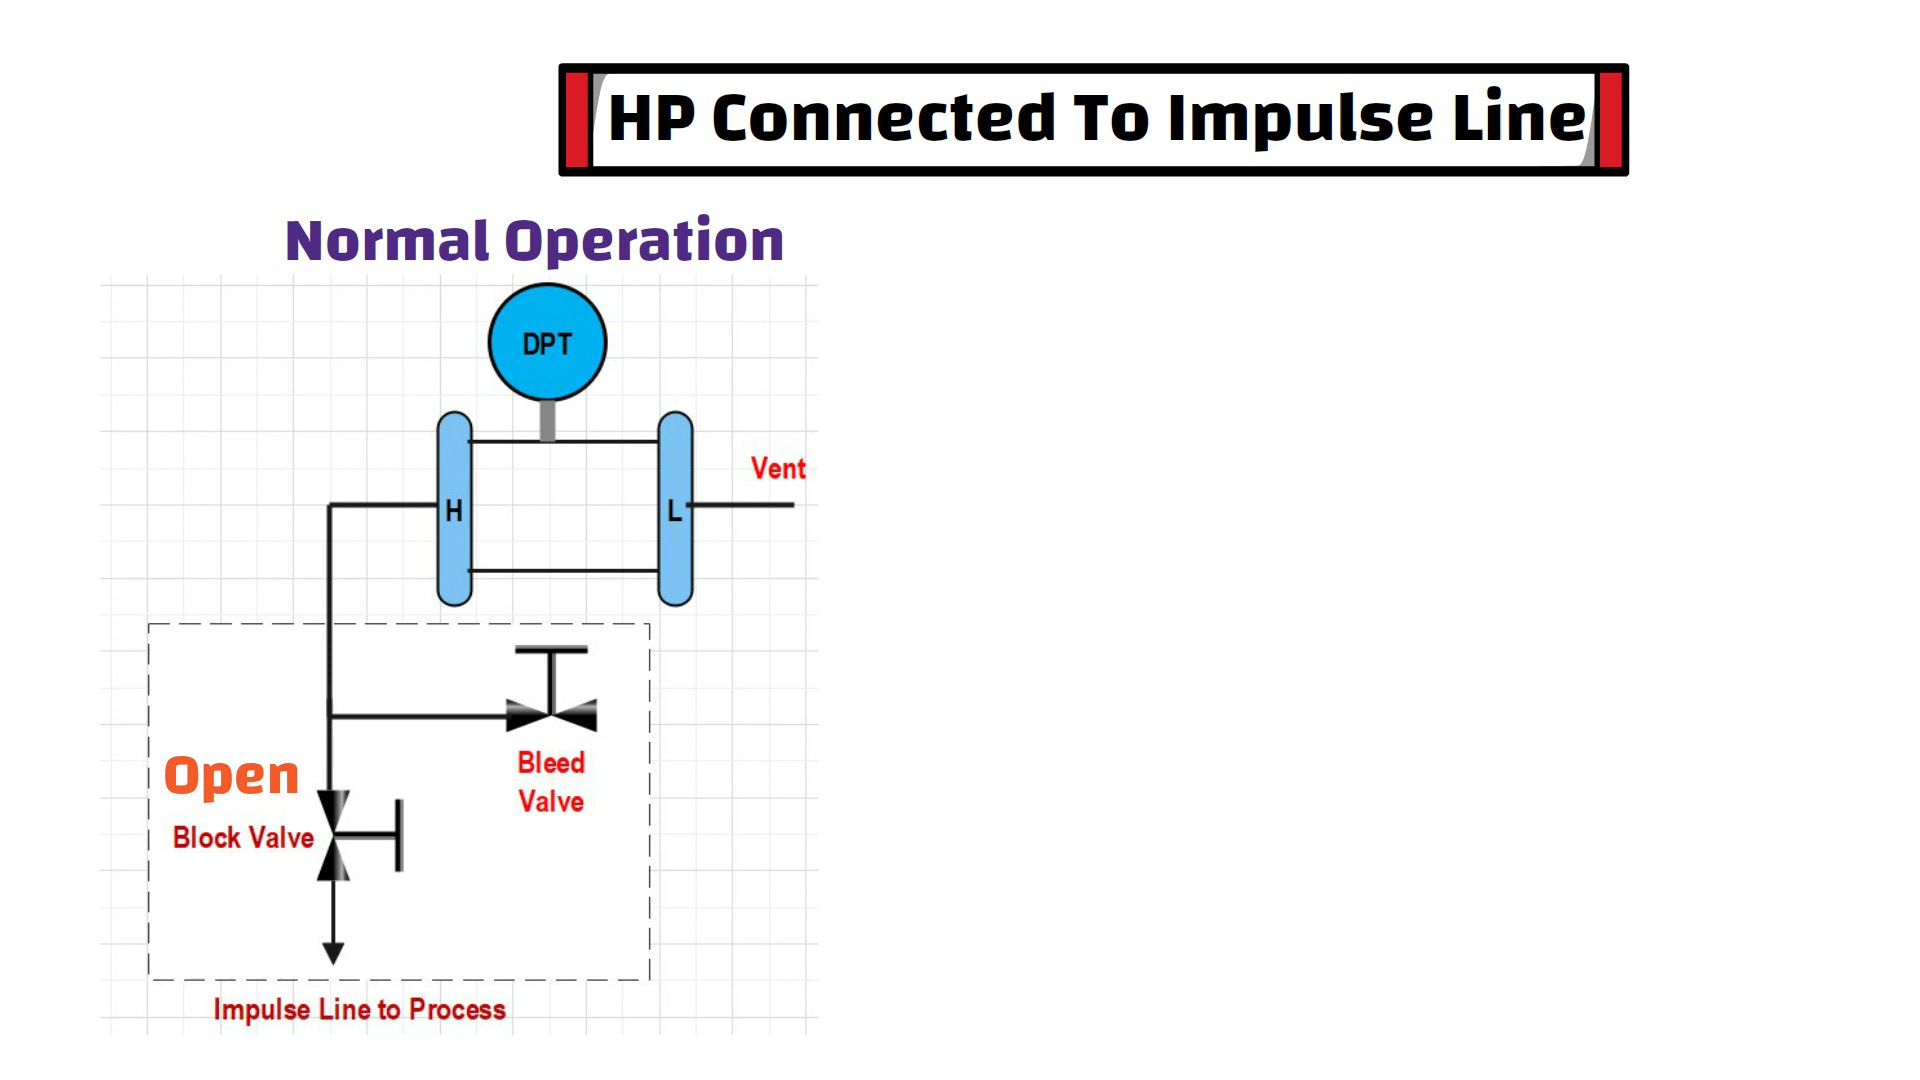 HP Connected To Impulse Line
Normal Operation
DPT
Vent
H
L
Bleed
Valve
Open
Block Valve
Impulse Line to Process